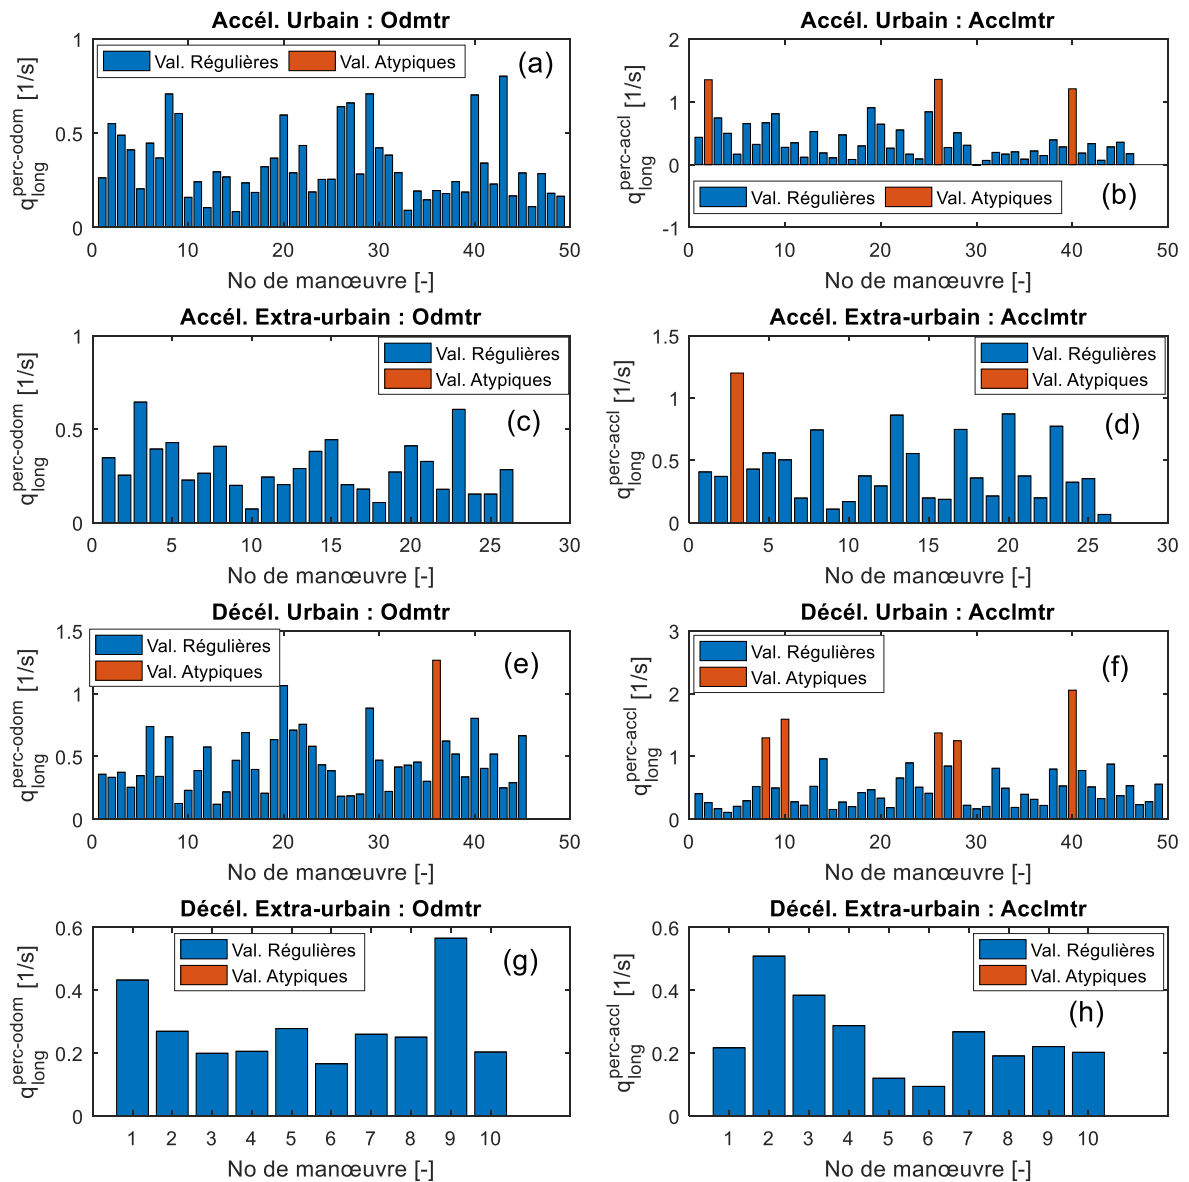 Accél. Urbain : Odmtr
1
0.5
0
q_long^perc-odom [1/s]
Val. Régulières
Val. Atypiques
(a)
0 10 20 30 40 50
No de manœuvre [-]
Accél. Urbain : Acclmtr
2
1
0
-1
q_long^perc-accl [1/s]
Val. Régulières
Val. Atypiques
(b)
0 10 20 30 40 50
No de manœuvre [-]
Accél. Extra-urbain : Odmtr
1
0.5
0
q_long^perc-odom [1/s]
Val. Régulières
Val. Atypiques
(c)
0 5 10 15 20 25 30
No de manœuvre [-]
Accél. Extra-urbain : Acclmtr
1.5
1
0.5
0
q_long^perc-accl [1/s]
Val. Régulières
Val. Atypiques
(d)
0 5 10 15 20 25 30
No de manœuvre [-]
Décél. Urbain : Odmtr
1.5
1
0.5
0
q_long^perc-odom [1/s]
Val. Régulières
Val. Atypiques
(e)
0 10 20 30 40 50
No de manœuvre [-]
Décél. Urbain : Acclmtr
3
2
1
0
q_long^perc-accl [1/s]
Val. Régulières
Val. Atypiques
(f)
0 10 20 30 40 50
No de manœuvre [-]
Décél. Extra-urbain : Odmtr
0.6
0.4
0.2
0
q_long^perc-odom [1/s]
Val. Régulières
Val. Atypiques
(g)
1 2 3 4 5 6 7 8 9 10
No de manœuvre [-]
Décél. Extra-urbain : Acclmtr
0.6
0.4
0.2
0
q_long^perc-accl [1/s]
Val. Régulières
Val. Atypiques
(h)
1 2 3 4 5 6 7 8 9 10
No de manœuvre [-]